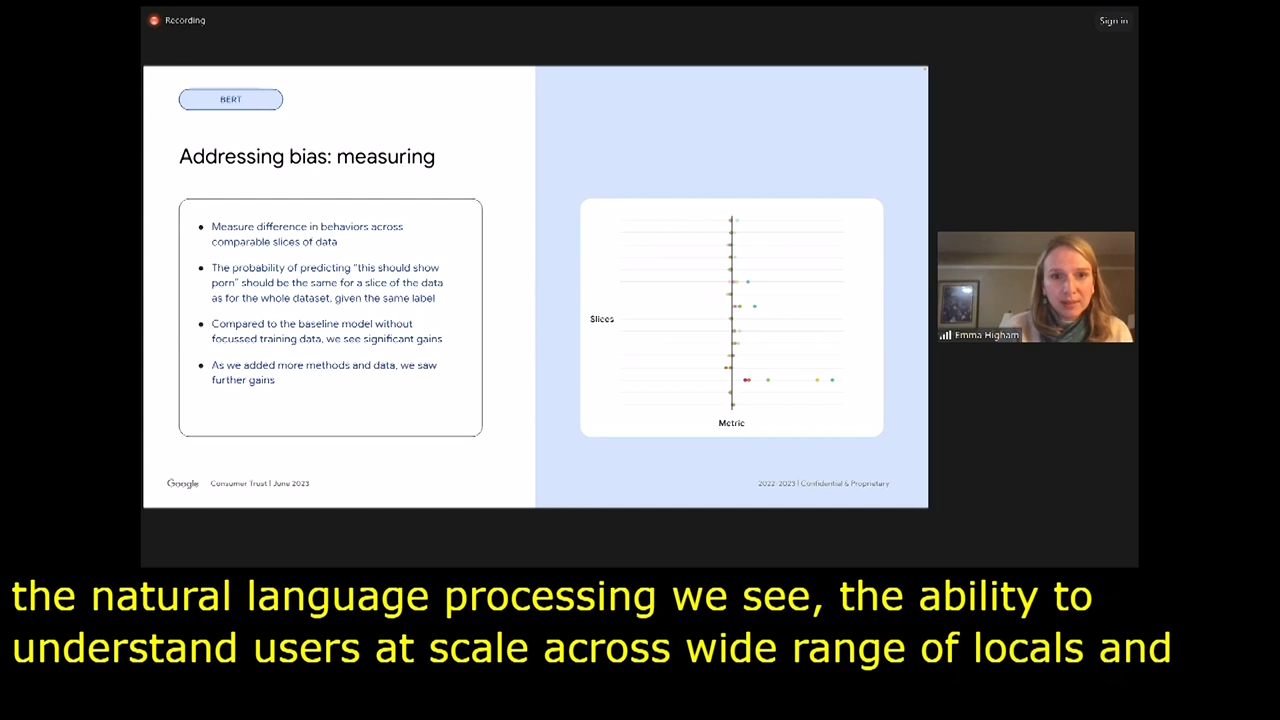 Recording
Sign in
BERT
Addressing bias: measuring
● Measure difference in behaviors across
comparable slices of data
● The probability of predicting “this should show
porn” should be the same for a slice of the data
as for the whole dataset, given the same label
● Compared to the baseline model without
focussed training data, we see significant gains
● As we added more methods and data, we saw
further gains
Slices
Metric
Emma Higham
Google Consumer Trust | June 2023
2022-2023 | Confidential & Proprietary
the natural language processing we see, the ability to
understand users at scale across wide range of locals and